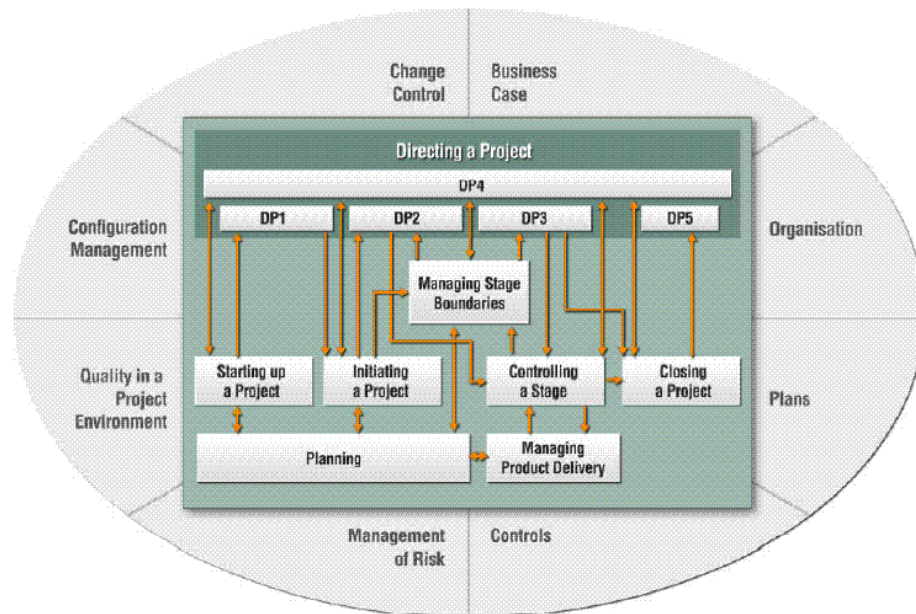 Change
Control
Business
Case
Directing a Project
DP4
DP1
DP2
DP3
DP5
Configuration
Management
Organisation
Managing Stage
Boundaries
Quality in a
Project
Environment
Starting up
a Project
Initiating
a Project
Controlling
a Stage
Closing
a Project
Plans
Planning
Managing
Product Delivery
Management
of Risk
Controls